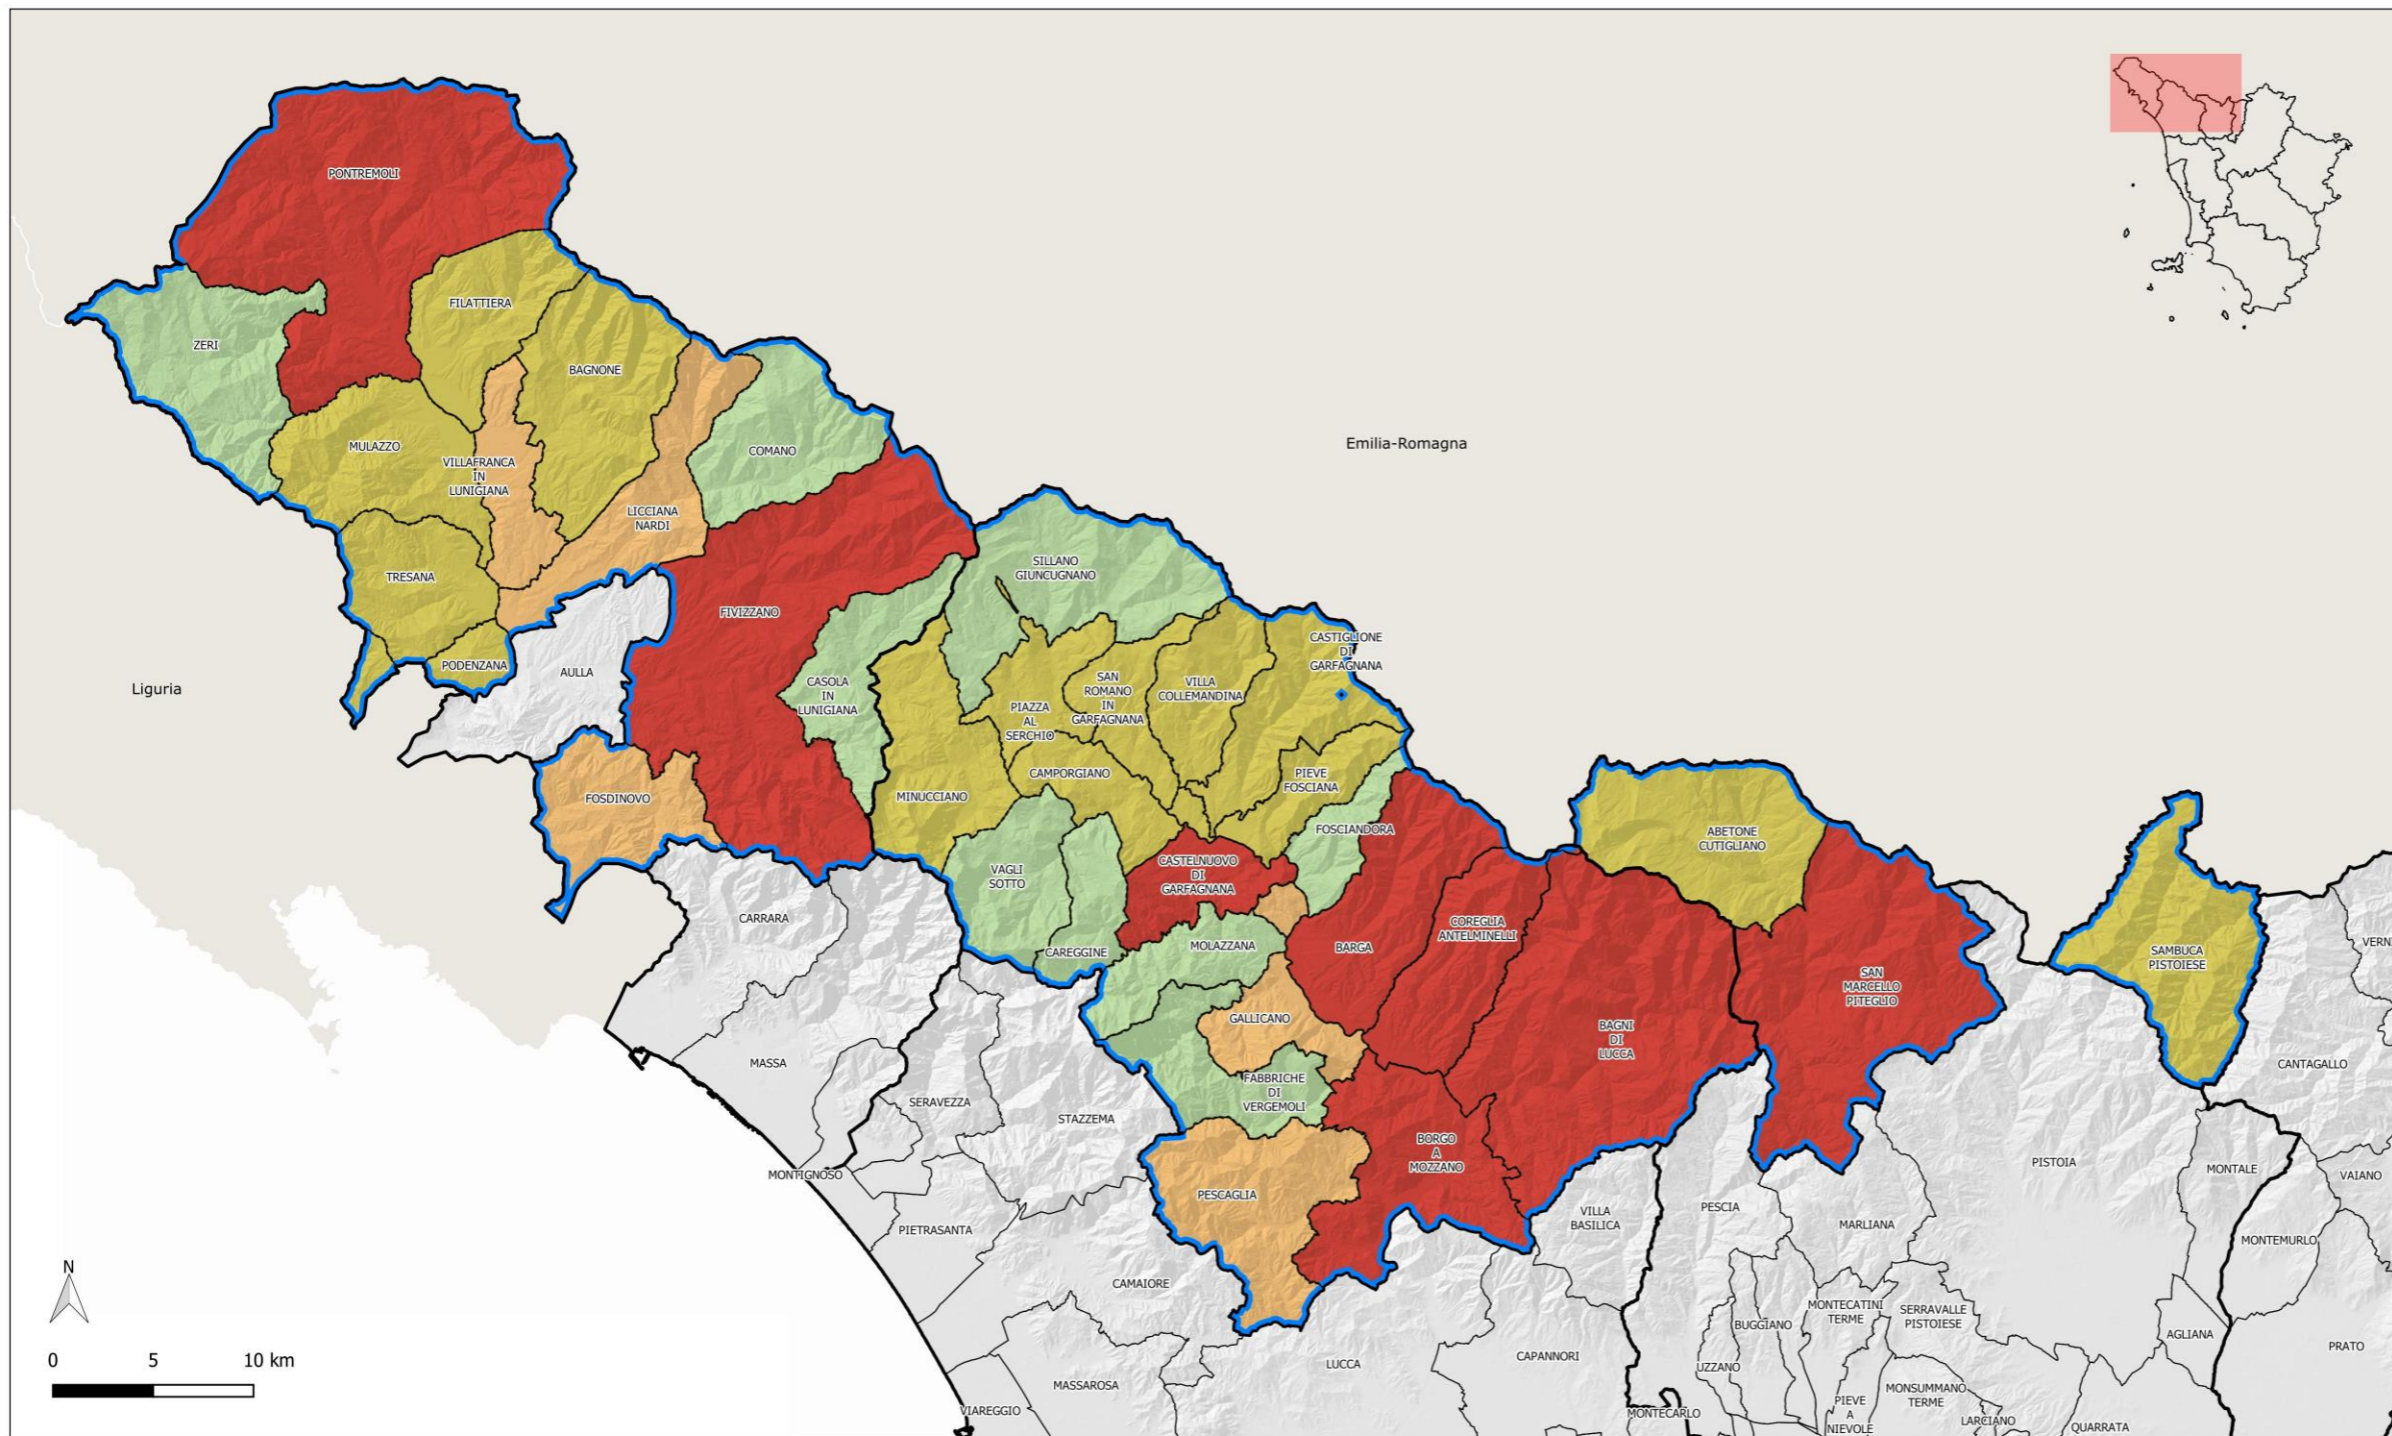 PONTREMOLI
FILATTIERA
ZERI
BAGNONE
MULAZZO
COMANO
VILLAFRANCA
IN
LUNIGIANA
LICCIANA
NARDI
Emilia-Romagna
TRESANA
SILLANO
GIUNCUGNANO
FIVIZZANO
PODENZANA
AULLA
Liguria
CASOLA
IN
LUNIGIANA
CASTIGLIONE
DI
GARFAGNANA
SAN
ROMANO
IN
GARFAGNANA
VILLA
COLLEMANDINA
PIAZZA
AL
SERCHIO
CAMPORGIANO
PIEVE
FOSCIANA
MINUCCIANO
FOSDINOVO
FOSCIANDORA
ABETONE
CUTIGLIANO
VAGLI
SOTTO
CASTELNUOVO
DI
GARFAGNANA
CARRARA
COREGLIA
ANTELMINELLI
CAREGGINE
MOLAZZANA
BARGA
VERN
SAMBUCA
PISTOIESE
SAN
MARCELLO
PITEGLIO
GALLICANO
BAGNI
DI
LUCCA
MASSA
CANTAGALLO
FABBRICHE
DI
VERGEMOLI
SERAVEZZA
STAZZEMA
BORGO
A
MOZZANO
PISTOIA
MONTALE
VAIANO
MONTIGNOSO
PESCAGLIA
PESCIA
VILLA
BASILICA
MARLIANA
PIETRASANTA
MONTEMURLO
N
CAMAIORE
MONTECATINI
TERME
SERRAVALLE
PISTOIESE
BUGGIANO
AGLIANA
PRATO
0 5 10 km
LUCCA
CAPANNORI
UZZANO
MASSAROSA
MONSUMMANO
TERME
PIEVE
A
NIEVOLE
VIAREGGIO
MONTECARLO
LARCIANO
QUARRATA